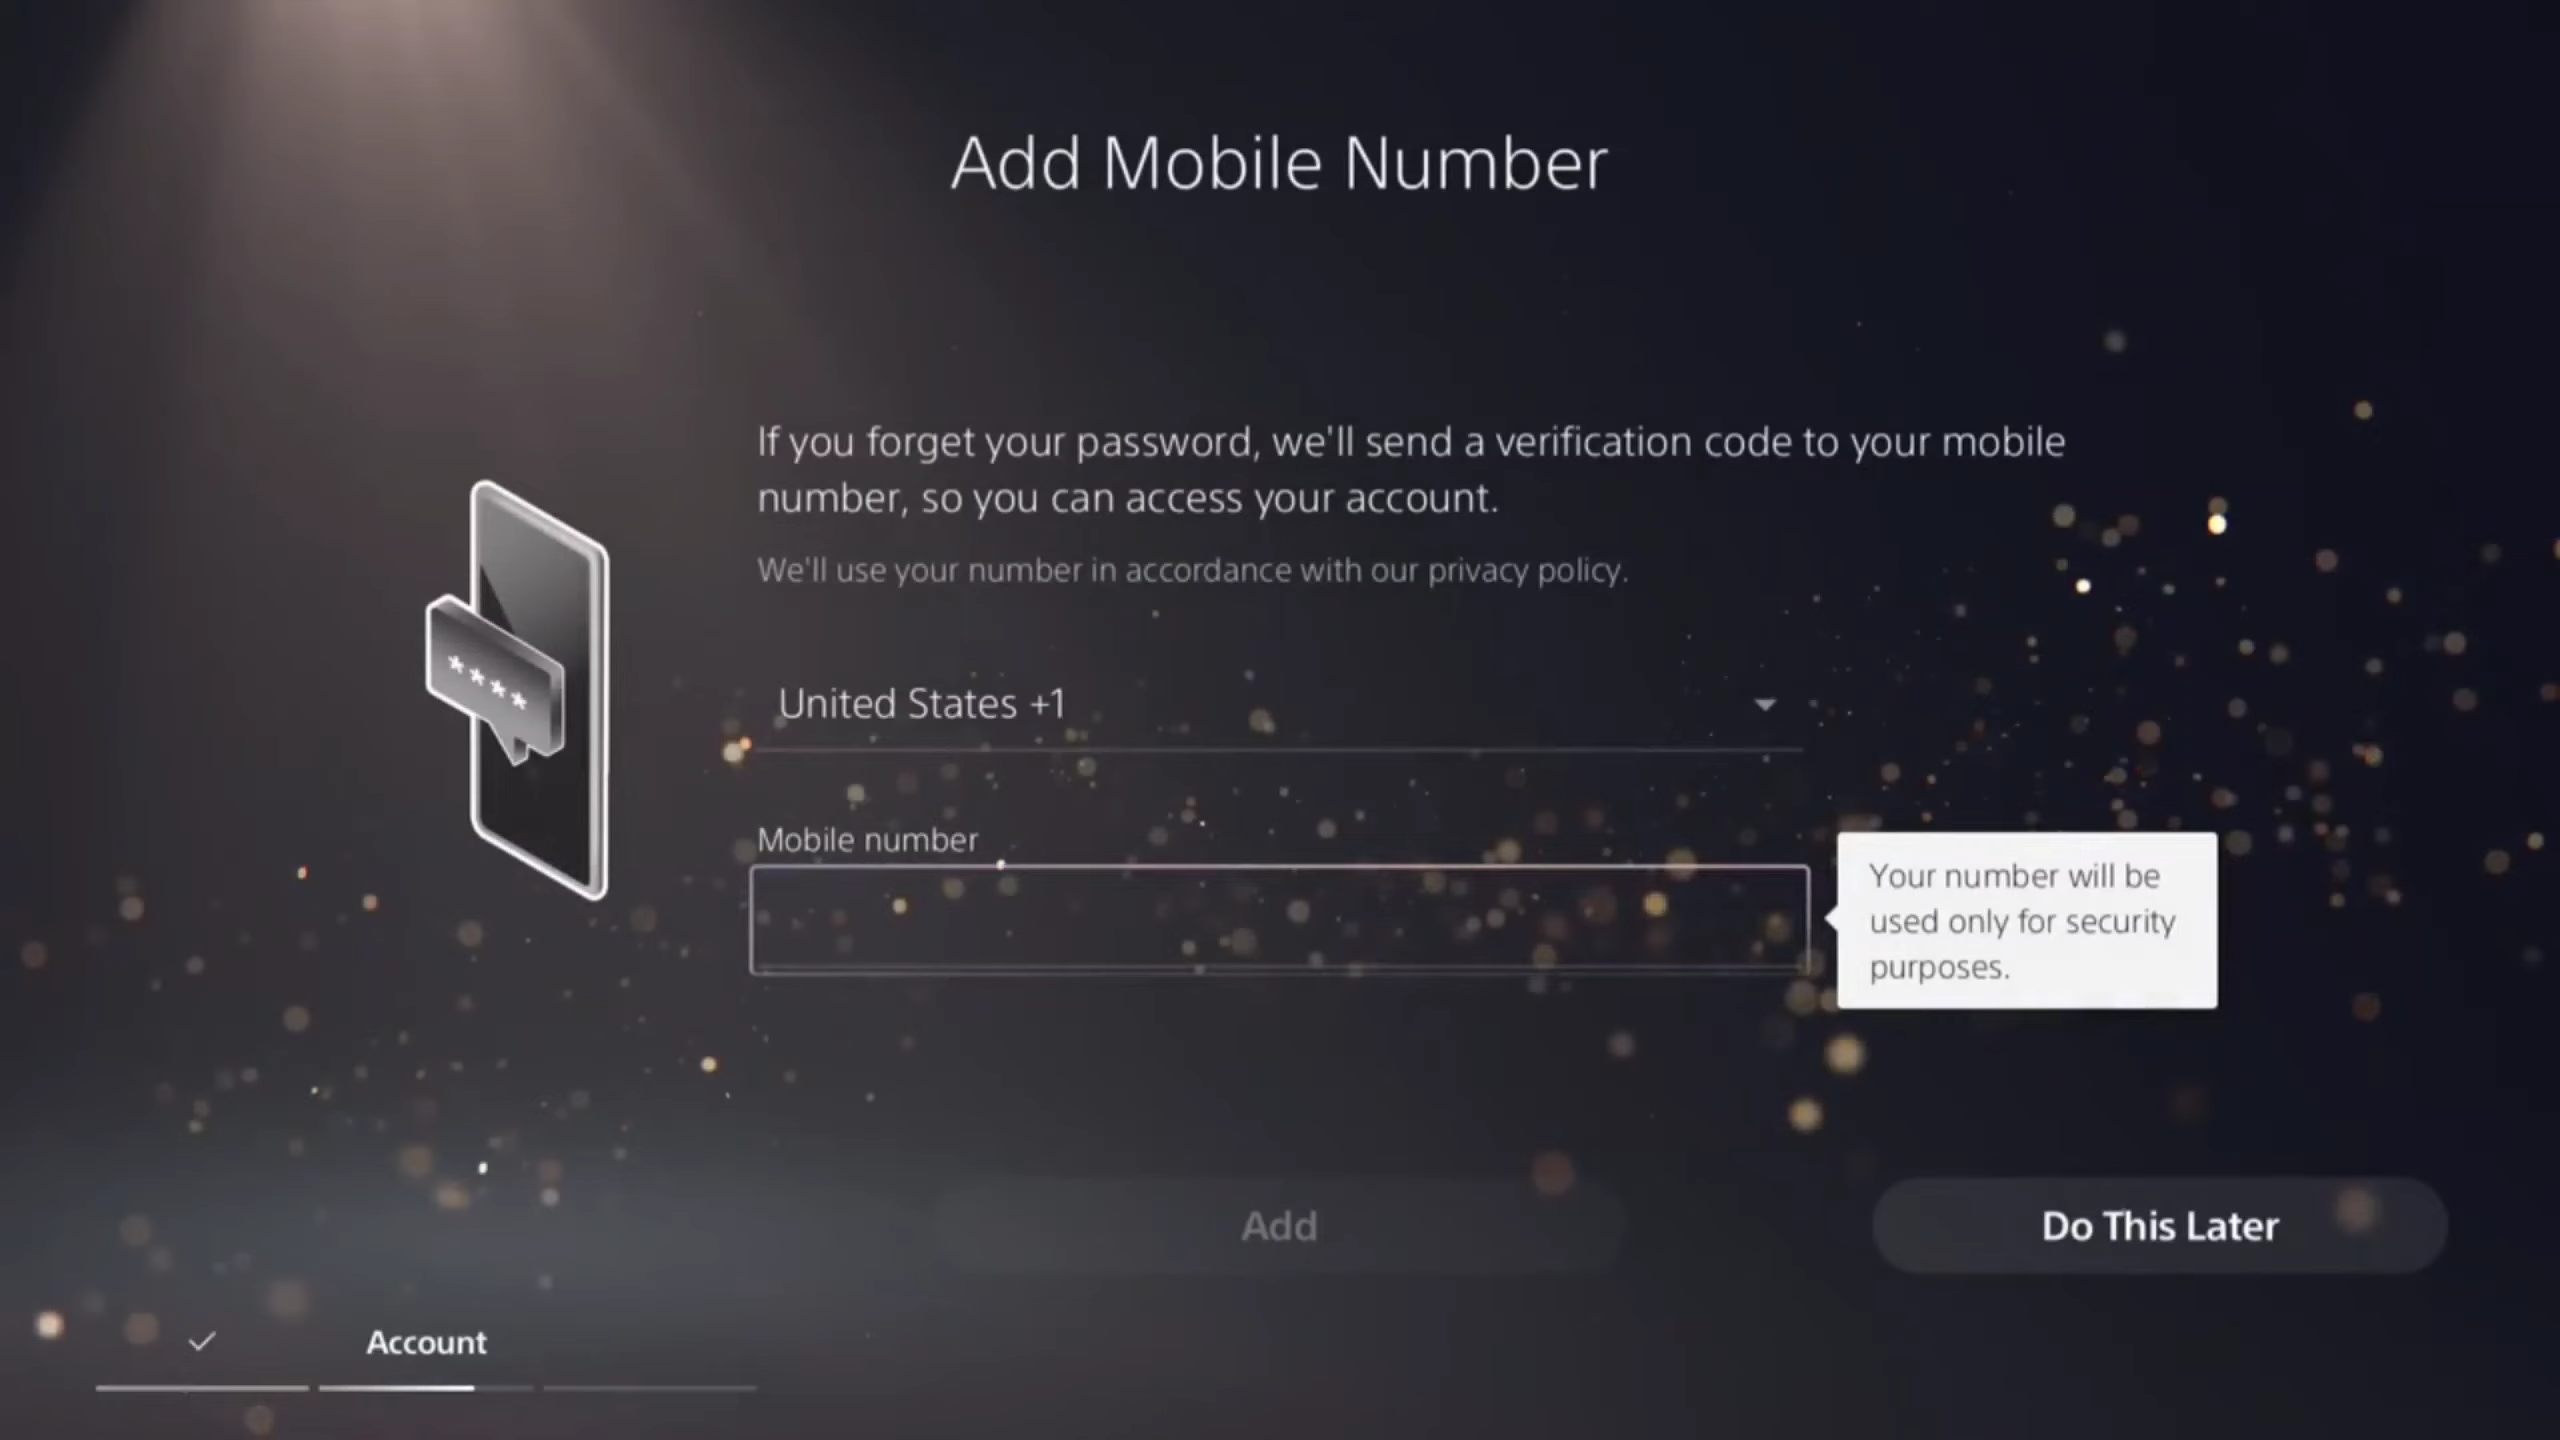 Add Mobile Number
If you forget your password, we'll send a verification code to your mobile
number, so you can access your account.
We'll use your number in accordance with our privacy policy.
****
United States +1
Mobile number
Your number will be
used only for security
purposes.
Add
Do This Later
Account